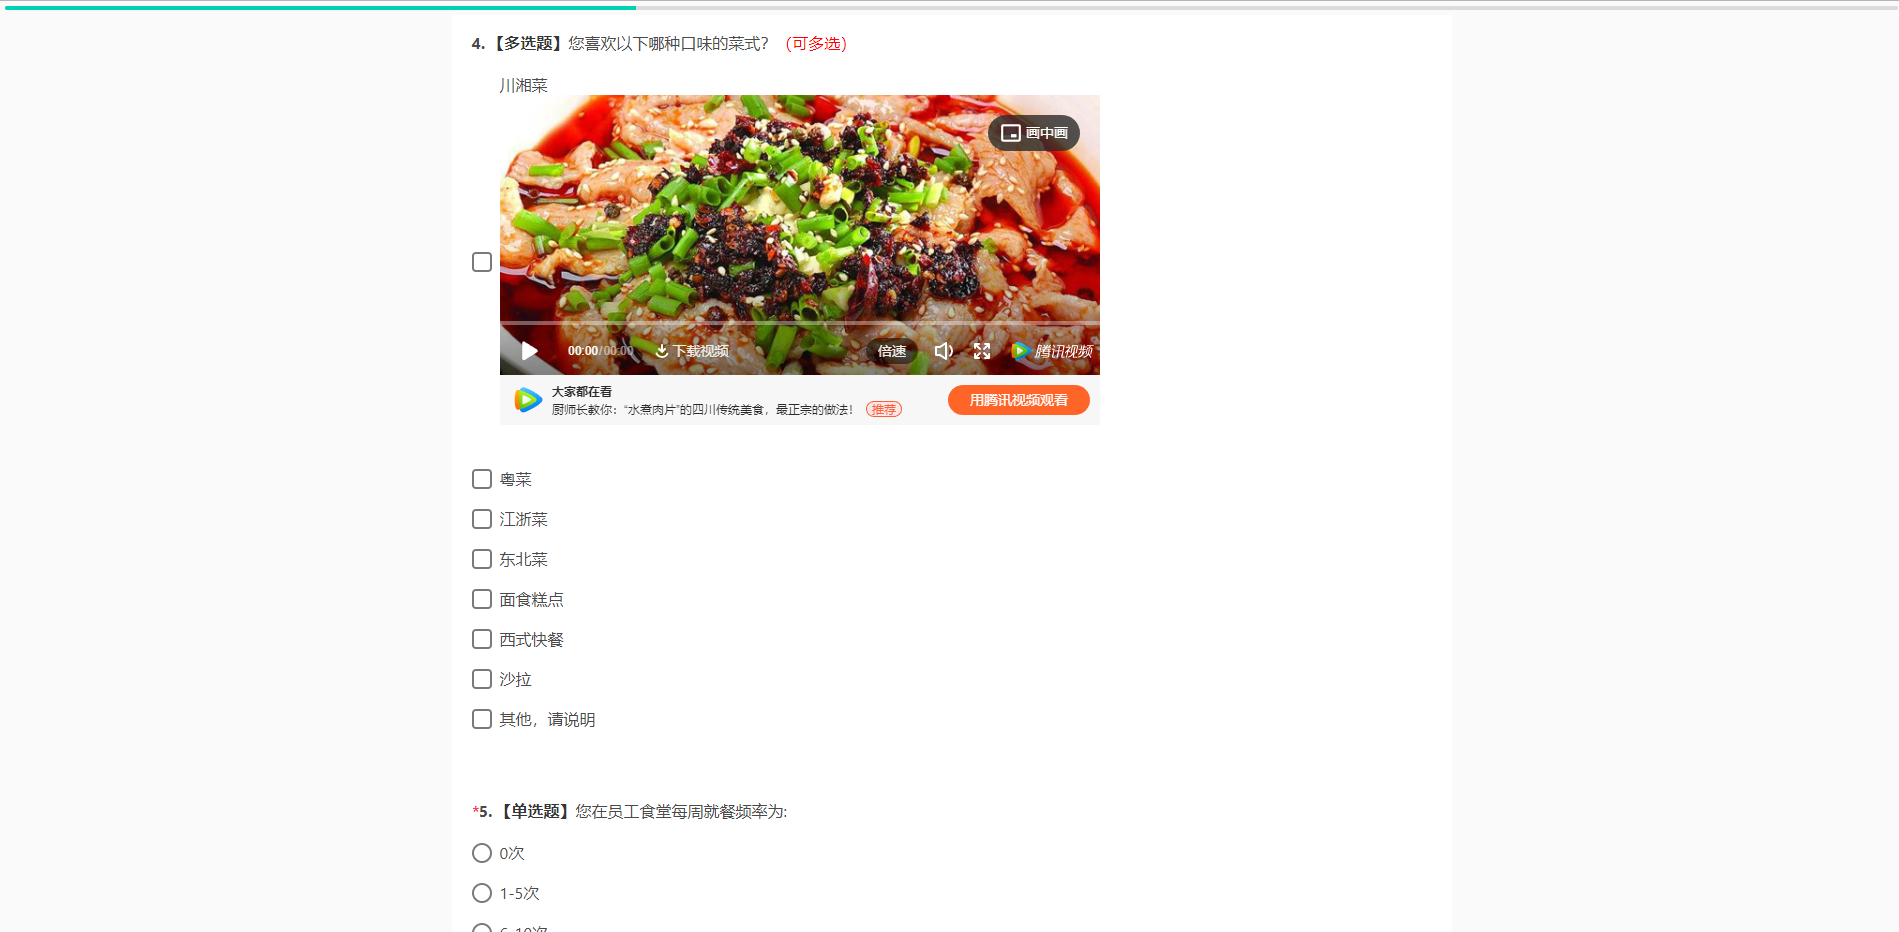 4.【多选题】您喜欢以下哪种口味的菜式？（可多选）
川湘菜
画中画
00:00/00:00 下载视频 倍速 腾讯视频
大家都在看
厨师长教你：“水煮肉片”的四川传统美食，最正宗的做法！ 推荐
用腾讯视频观看
粤菜
江浙菜
东北菜
面食糕点
西式快餐
沙拉
其他，请说明
*5.【单选题】您在员工食堂每周就餐频率为:
0次
1-5次
6-10次